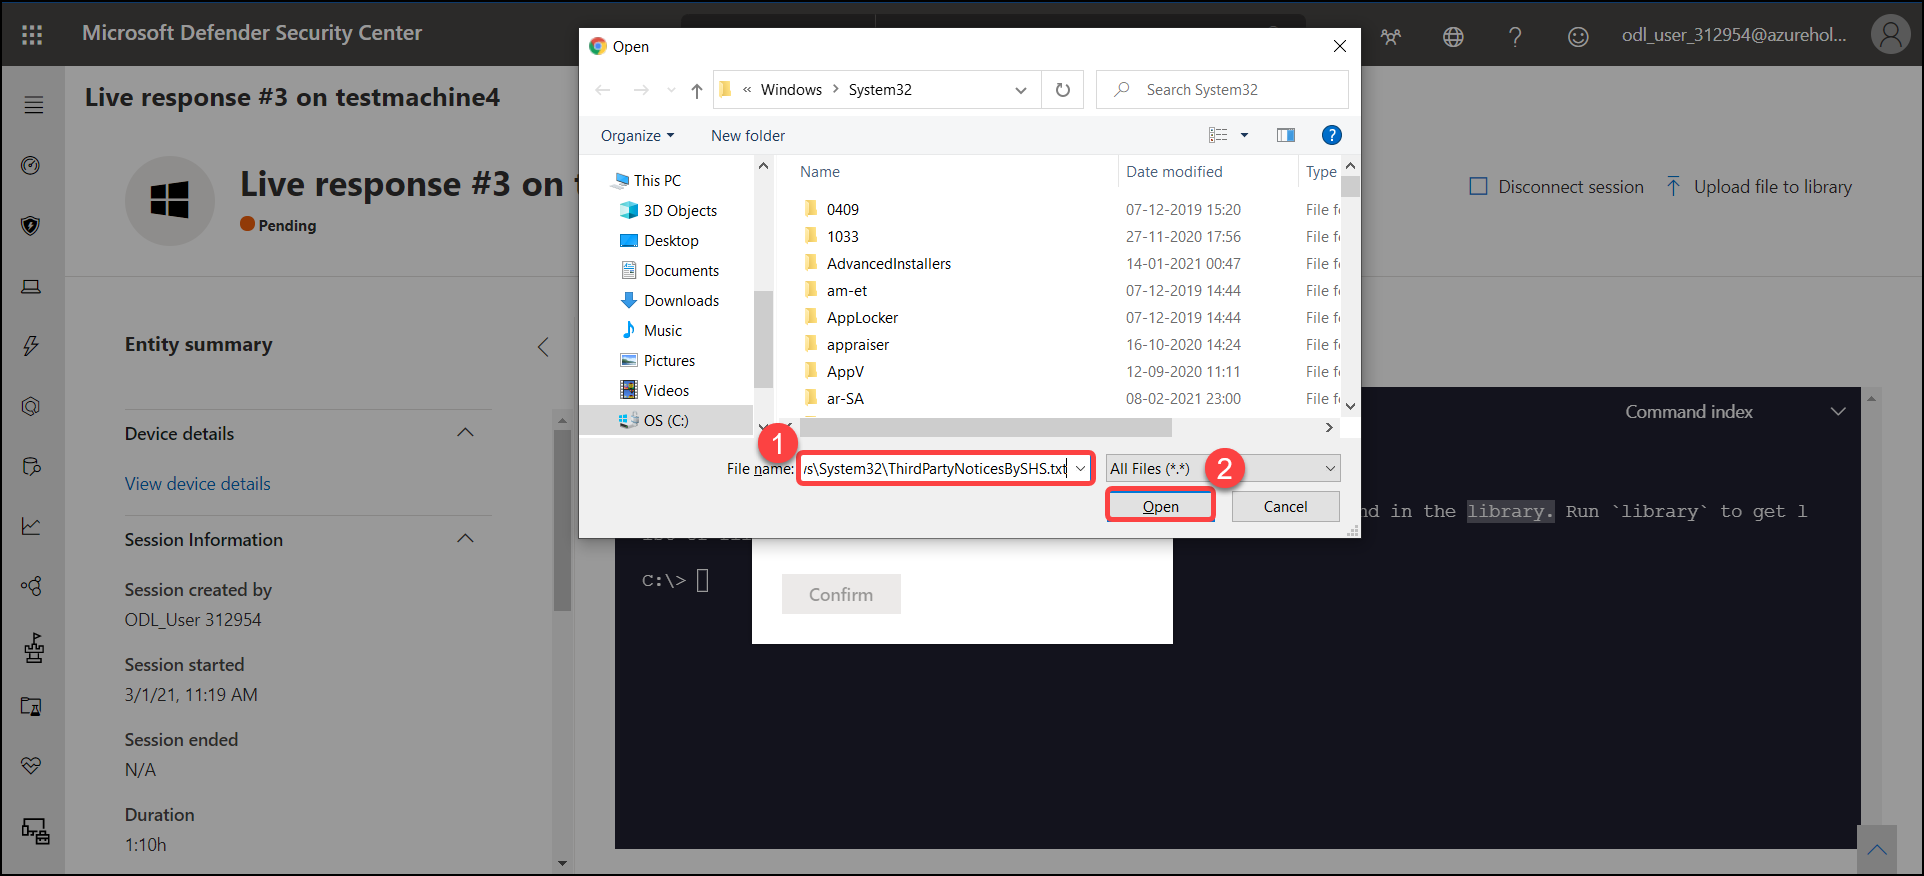 Microsoft Defender Security Center
odl_user_312954@azurehol...
Live response #3 on testmachine4
Live response #3 on
Pending
Disconnect session
Upload file to library
Open
« Windows > System32
Search System32
Organize
New folder
This PC
3D Objects
Desktop
Documents
Downloads
Music
Pictures
Videos
OS (C:)
Name Date modified Type
0409 07-12-2019 15:20 File f
1033 27-11-2020 17:56 File f
AdvancedInstallers 14-01-2021 00:47 File f
am-et 07-12-2019 14:44 File f
AppLocker 07-12-2019 14:44 File f
appraiser 16-10-2020 14:24 File f
AppV 12-09-2020 11:11 File f
ar-SA 08-02-2021 23:00 File f
1
File name: \System32\ThirdPartyNoticesBySHS.txt
All Files (*.*)
2
Open
Cancel
Entity summary
Device details
View device details
Session Information
Session created by
ODL_User 312954
Session started
3/1/21, 11:19 AM
Session ended
N/A
Duration
1:10h
Command index
nd in the library. Run `library` to get l
C:\>
Confirm